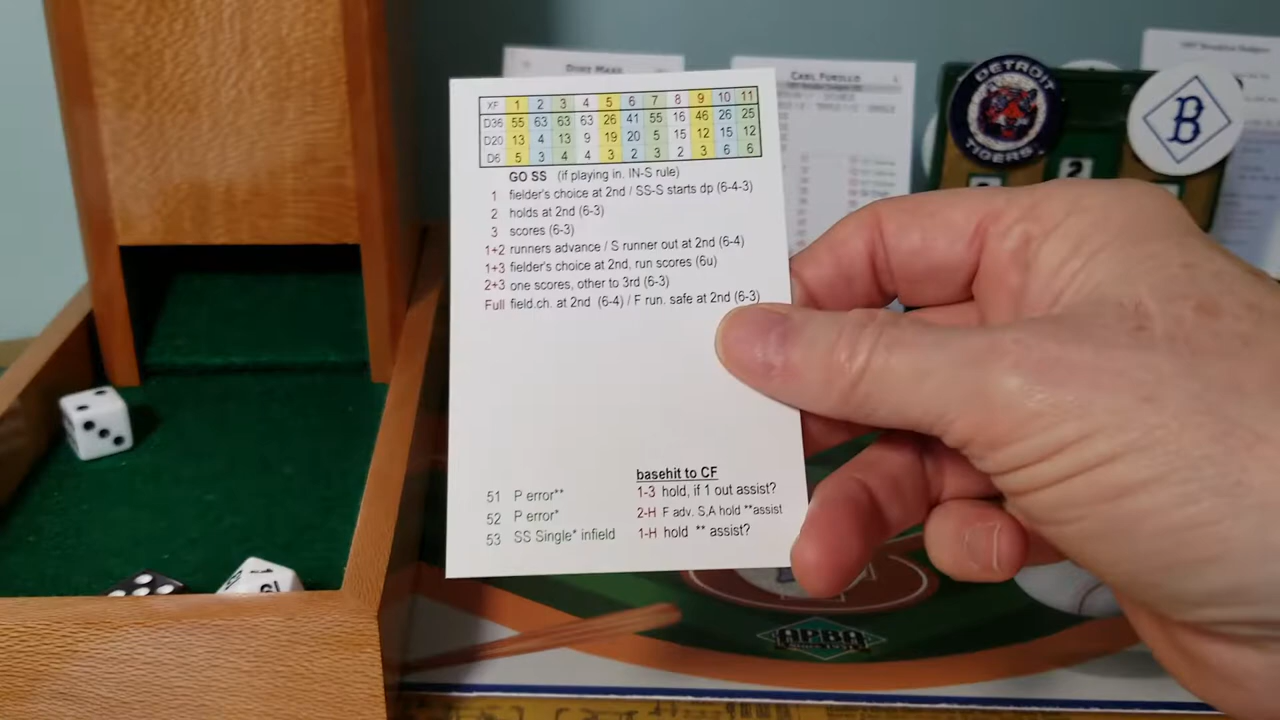 DUKE MAAS
CARL FURILLO
DETROIT
TIGERS
B
2
XF 1 2 3 4 5 6 7 8 9 10 11
D36 55 63 63 63 26 41 55 16 46 26 25
D20 13 4 13 9 19 20 5 15 12 15 12
D6 5 3 4 4 3 2 3 2 3 6 6
GO SS (if playing in. IN-S rule)
1 fielder's choice at 2nd / SS-S starts dp (6-4-3)
2 holds at 2nd (6-3)
3 scores (6-3)
1+2 runners advance / S runner out at 2nd (6-4)
1+3 fielder's choice at 2nd, run scores (6u)
2+3 one scores, other to 3rd (6-3)
Full field.ch. at 2nd (6-4) / F run. safe at 2nd (6-3)
basehit to CF
51 P error** 1-3 hold, if 1 out assist?
52 P error* 2-H F adv. S,A hold **assist
53 SS Single* infield 1-H hold ** assist?
APBA